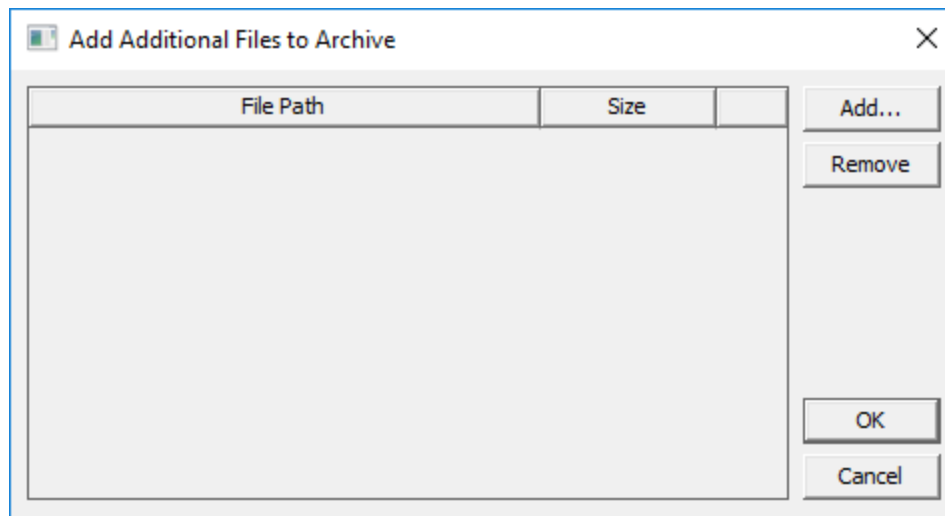 Add Additional Files to Archive
File Path Size
Add...
Remove
OK
Cancel